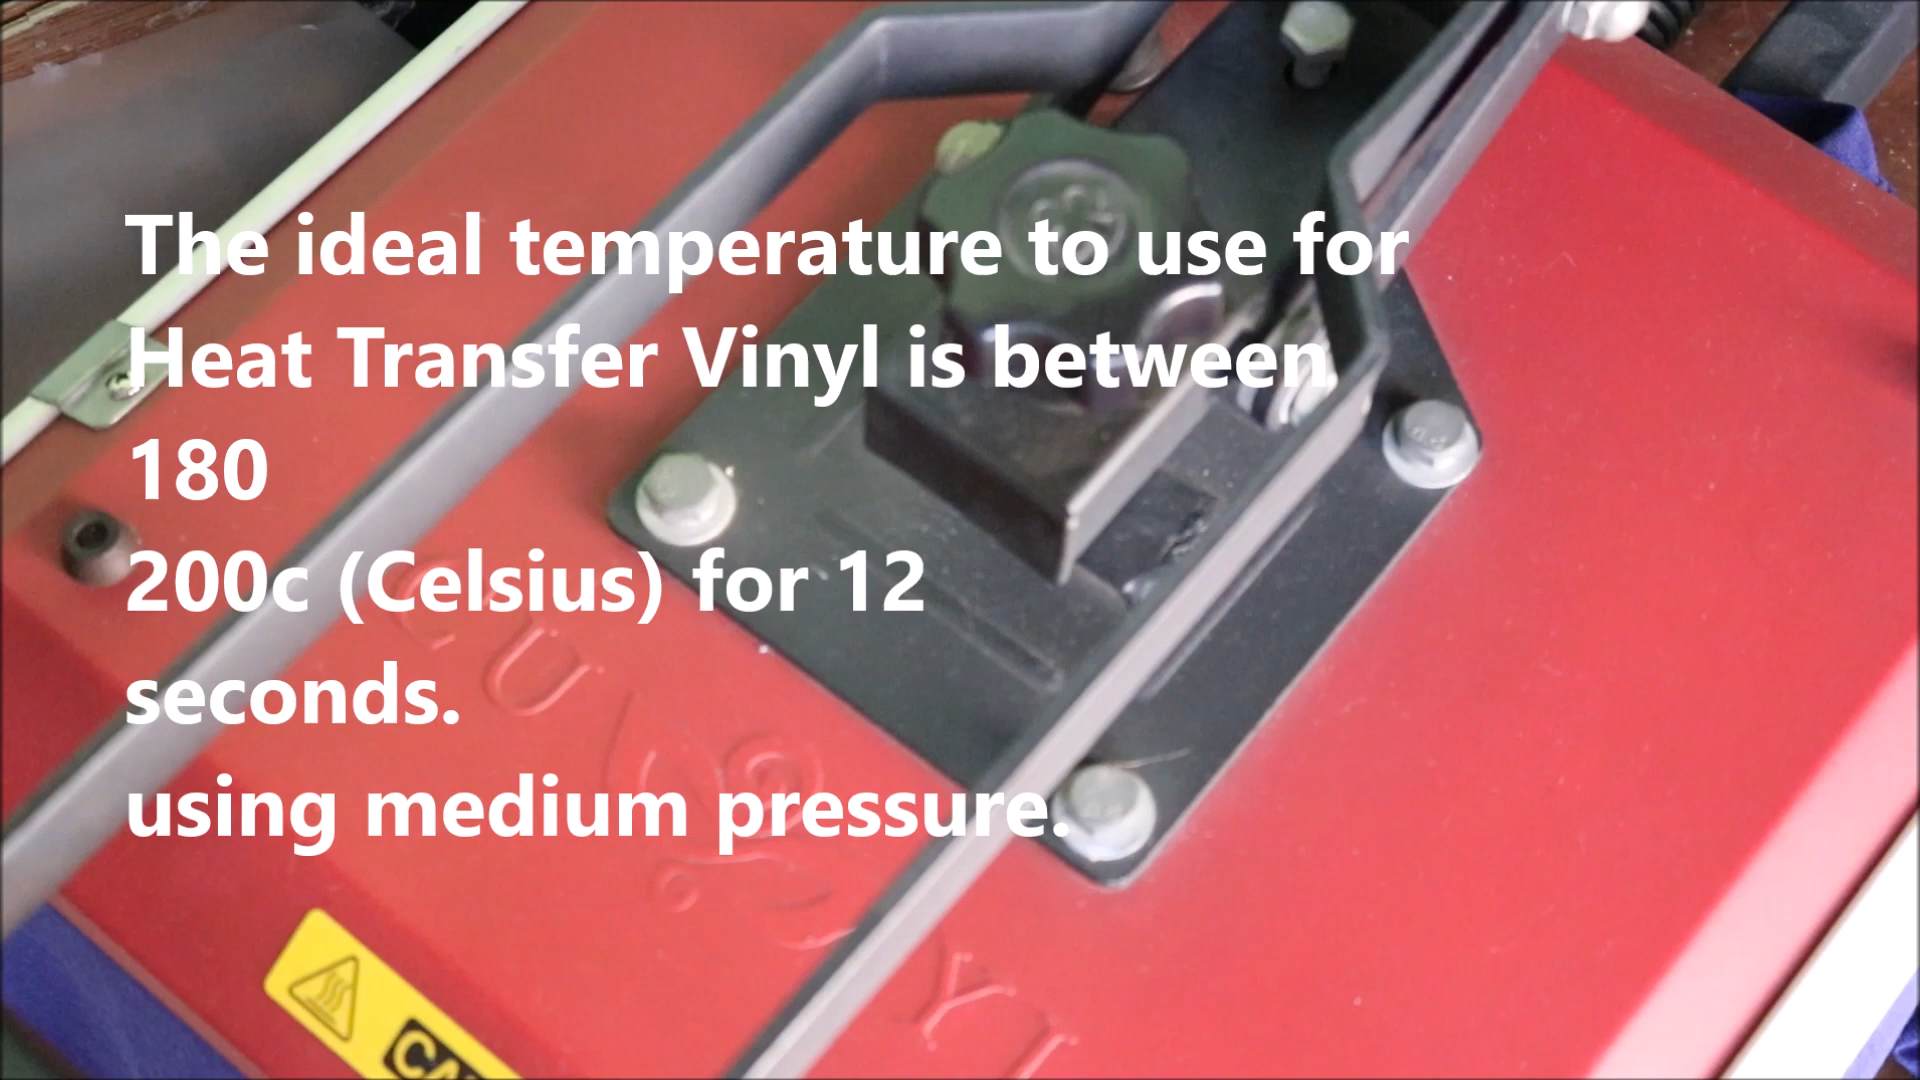 The ideal temperature to use for
Heat Transfer Vinyl is between
180
200c (Celsius) for 12
seconds.
using medium pressure.